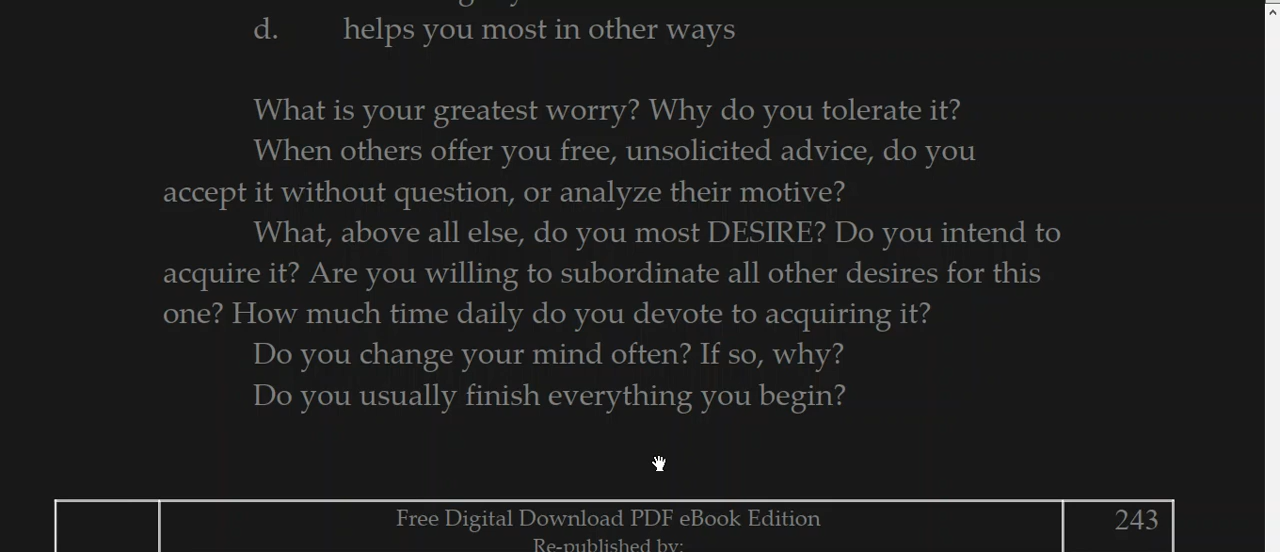 d. helps you most in other ways
What is your greatest worry? Why do you tolerate it?
When others offer you free, unsolicited advice, do you
accept it without question, or analyze their motive?
What, above all else, do you most DESIRE? Do you intend to
acquire it? Are you willing to subordinate all other desires for this
one? How much time daily do you devote to acquiring it?
Do you change your mind often? If so, why?
Do you usually finish everything you begin?
Free Digital Download PDF eBook Edition
243
Re-published by: